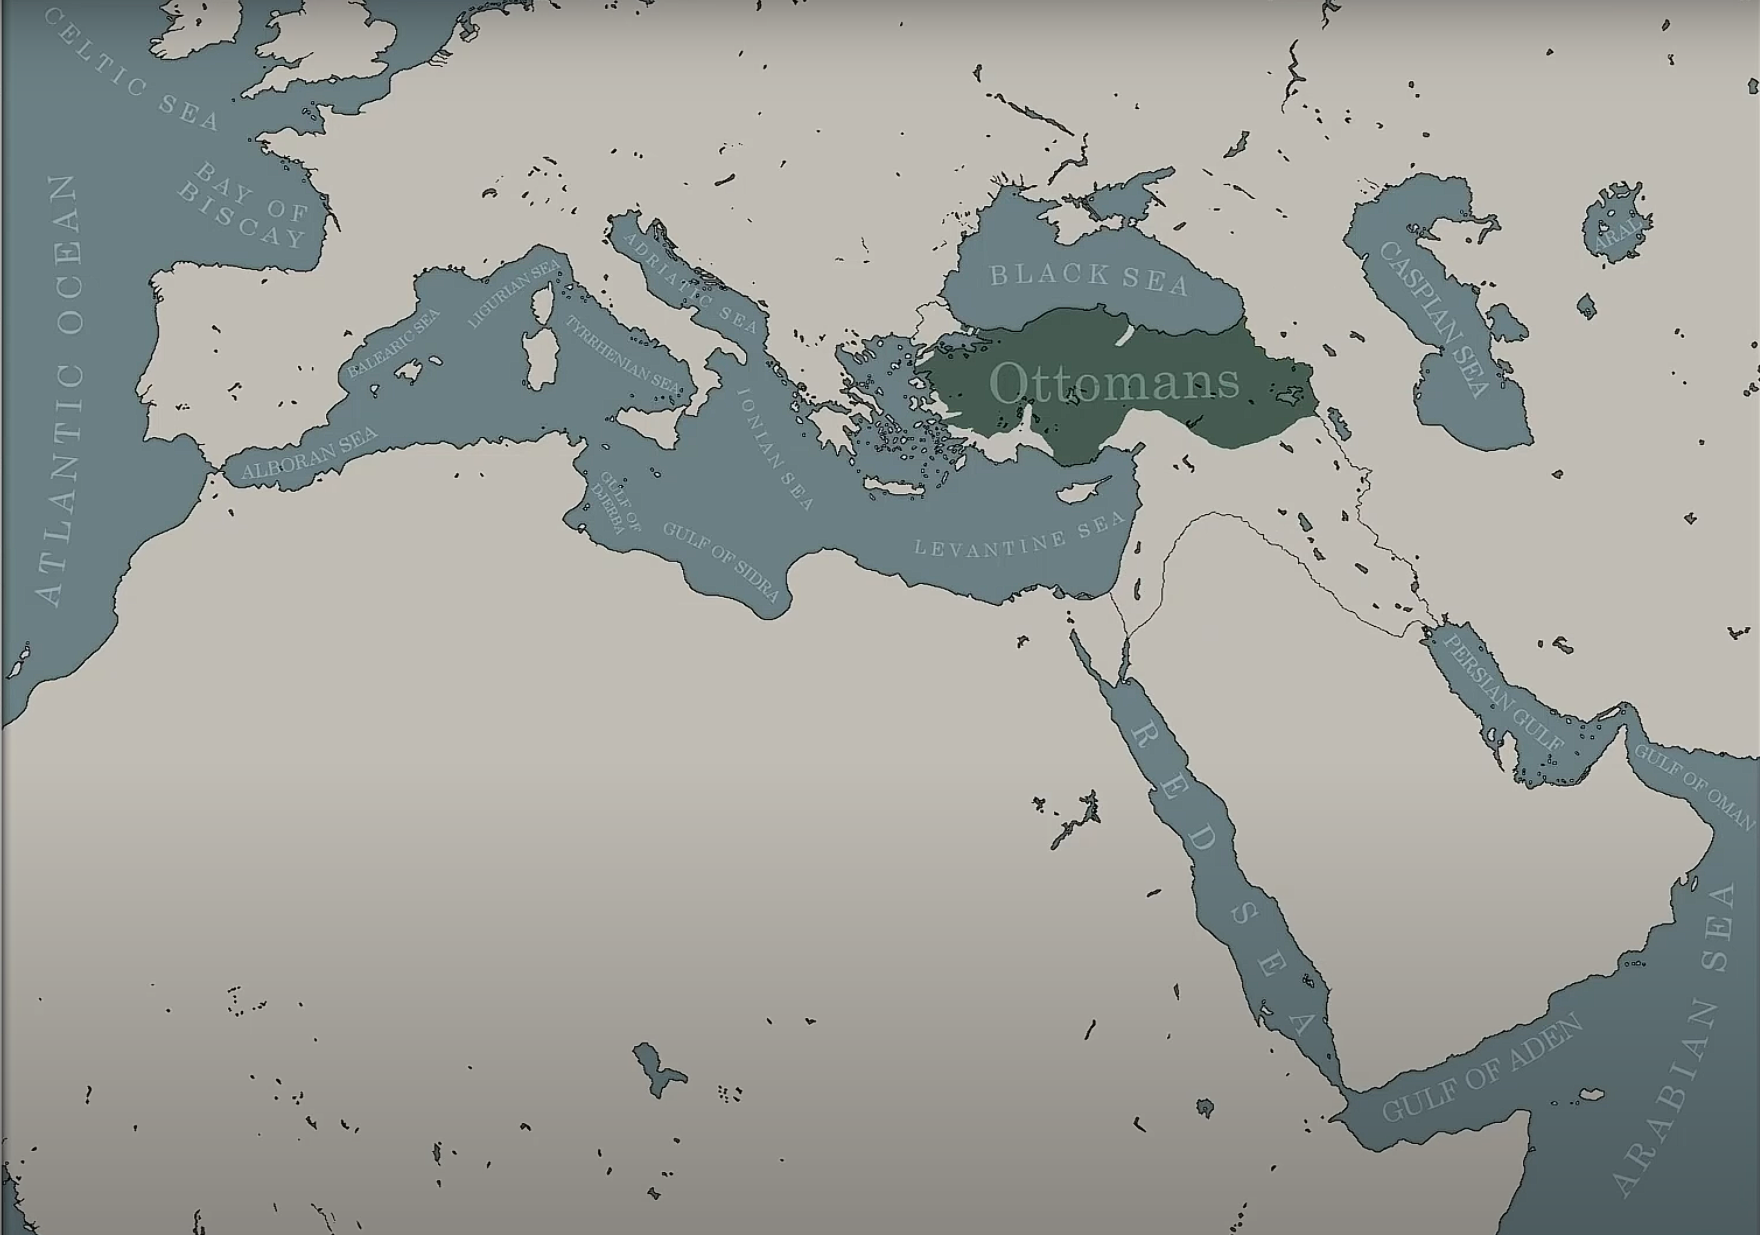 CELTIC SEA
ATLANTIC OCEAN
BAY OF
BISCAY
ADRIATIC SEA
LIGURIAN SEA
BALEARIC SEA
TYRRHENIAN SEA
ALBORAN SEA
IONIAN SEA
GULF OF
DJERBA
GULF OF SIDRA
LEVANTINE SEA
BLACK SEA
Ottomans
CASPIAN SEA
ARAL
PERSIAN GULF
GULF OF OMAN
RED SEA
GULF OF ADEN
ARABIAN SEA